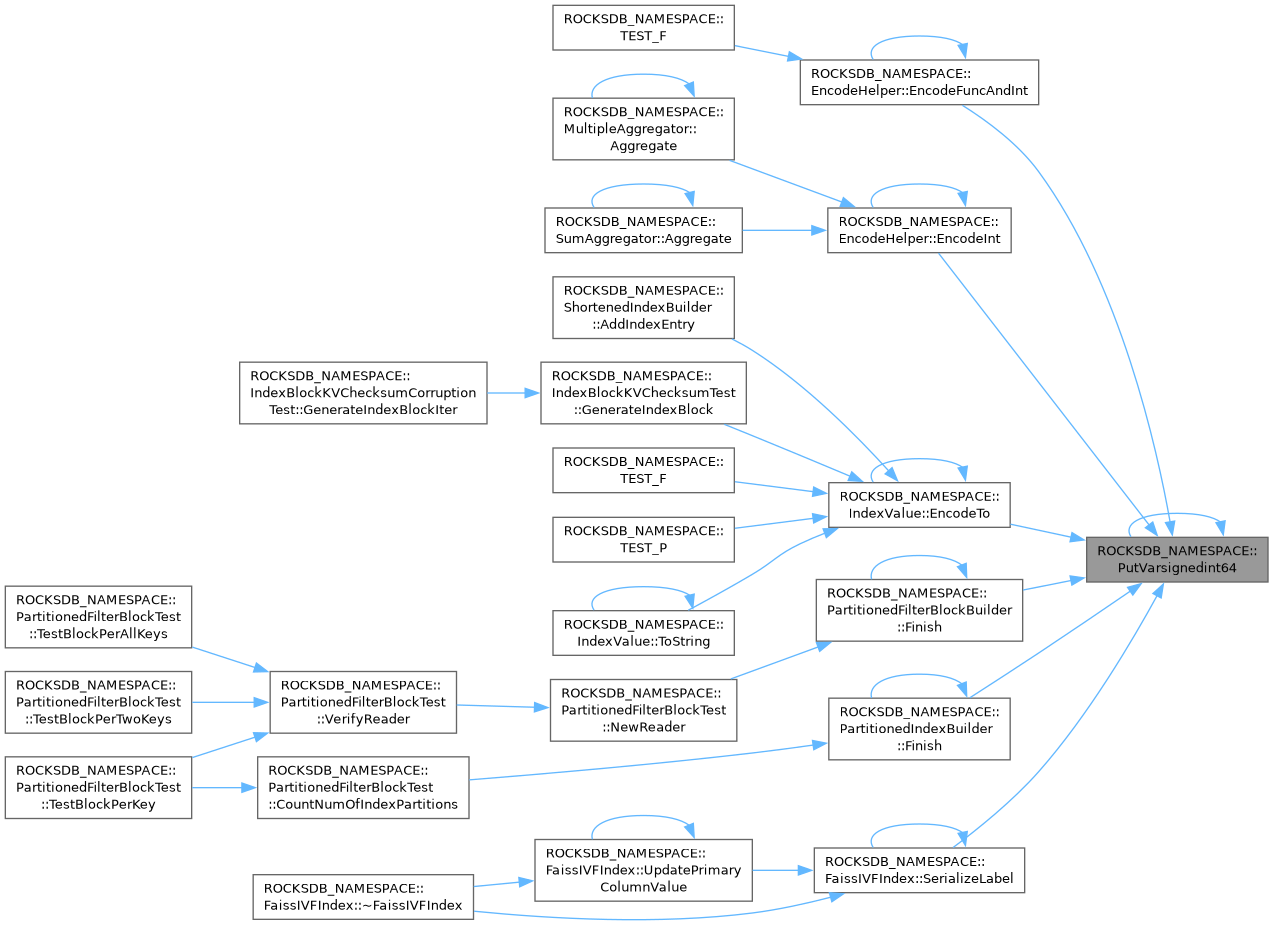 ROCKSDB_NAMESPACE::
TEST_F
ROCKSDB_NAMESPACE::
EncodeHelper::EncodeFuncAndInt
ROCKSDB_NAMESPACE::
MultipleAggregator::
Aggregate
ROCKSDB_NAMESPACE::
SumAggregator::Aggregate
ROCKSDB_NAMESPACE::
EncodeHelper::EncodeInt
ROCKSDB_NAMESPACE::
ShortenedIndexBuilder
::AddIndexEntry
ROCKSDB_NAMESPACE::
IndexBlockKVChecksumCorruption
Test::GenerateIndexBlockIter
ROCKSDB_NAMESPACE::
IndexBlockKVChecksumTest
::GenerateIndexBlock
ROCKSDB_NAMESPACE::
TEST_F
ROCKSDB_NAMESPACE::
IndexValue::EncodeTo
ROCKSDB_NAMESPACE::
TEST_P
ROCKSDB_NAMESPACE::
PutVarsignedint64
ROCKSDB_NAMESPACE::
PartitionedFilterBlockTest
::TestBlockPerAllKeys
ROCKSDB_NAMESPACE::
IndexValue::ToString
ROCKSDB_NAMESPACE::
PartitionedFilterBlockBuilder
::Finish
ROCKSDB_NAMESPACE::
PartitionedFilterBlockTest
::TestBlockPerTwoKeys
ROCKSDB_NAMESPACE::
PartitionedFilterBlockTest
::VerifyReader
ROCKSDB_NAMESPACE::
PartitionedFilterBlockTest
::NewReader
ROCKSDB_NAMESPACE::
PartitionedIndexBuilder
::Finish
ROCKSDB_NAMESPACE::
PartitionedFilterBlockTest
::TestBlockPerKey
ROCKSDB_NAMESPACE::
PartitionedFilterBlockTest
::CountNumOfIndexPartitions
ROCKSDB_NAMESPACE::
FaissIVFIndex::~FaissIVFIndex
ROCKSDB_NAMESPACE::
FaissIVFIndex::UpdatePrimary
ColumnValue
ROCKSDB_NAMESPACE::
FaissIVFIndex::SerializeLabel